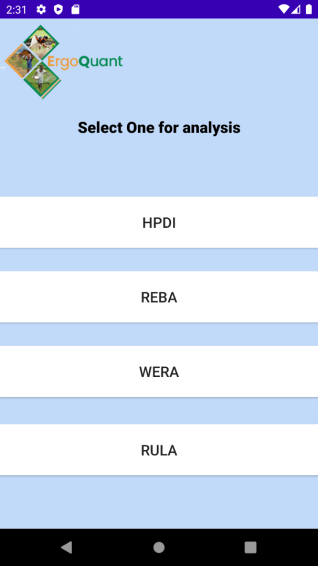 2:31
ErgoQuant
Select One for analysis
HPDI
REBA
WERA
RULA